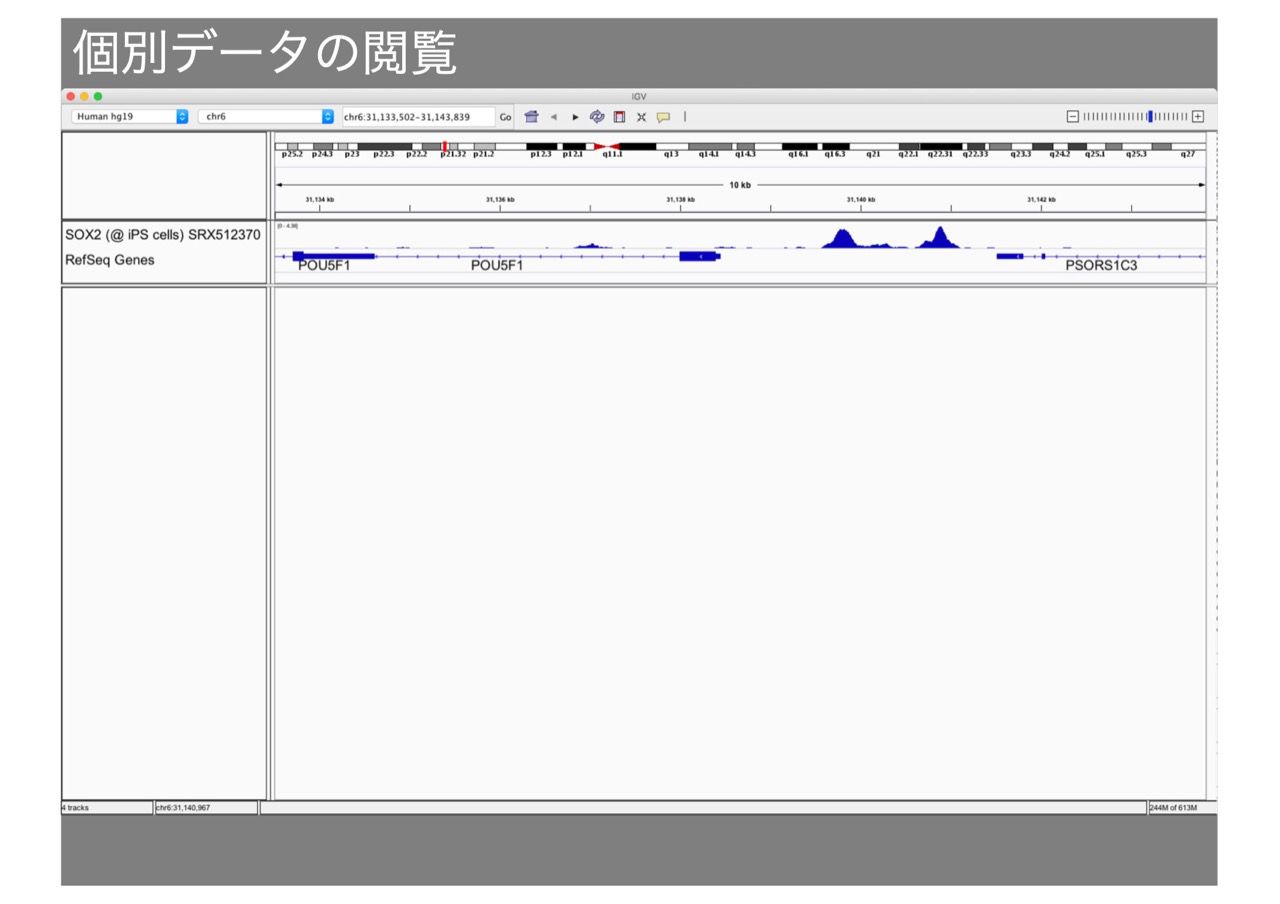 個別データの閲覧
IGV
Human hg19 chr6 chr6:31,133,502-31,143,839 Go
p25.2 p24.3 p23 p22.3 p22.2 p21.32 p21.2 p12.3 p12.1 q11.1 q13 q14.1 q14.3 q16.1 q16.3 q21 q22.1 q22.31 q22.33 q23.3 q24.2 q25.1 q25.3 q27
10 kb
31,134 kb 31,136 kb 31,138 kb 31,140 kb 31,142 kb
[0 - 4.38]
SOX2 (@ iPS cells) SRX512370
RefSeq Genes
POU5F1 POU5F1 PSORS1C3
4 tracks chr6:31,140,967 244M of 613M